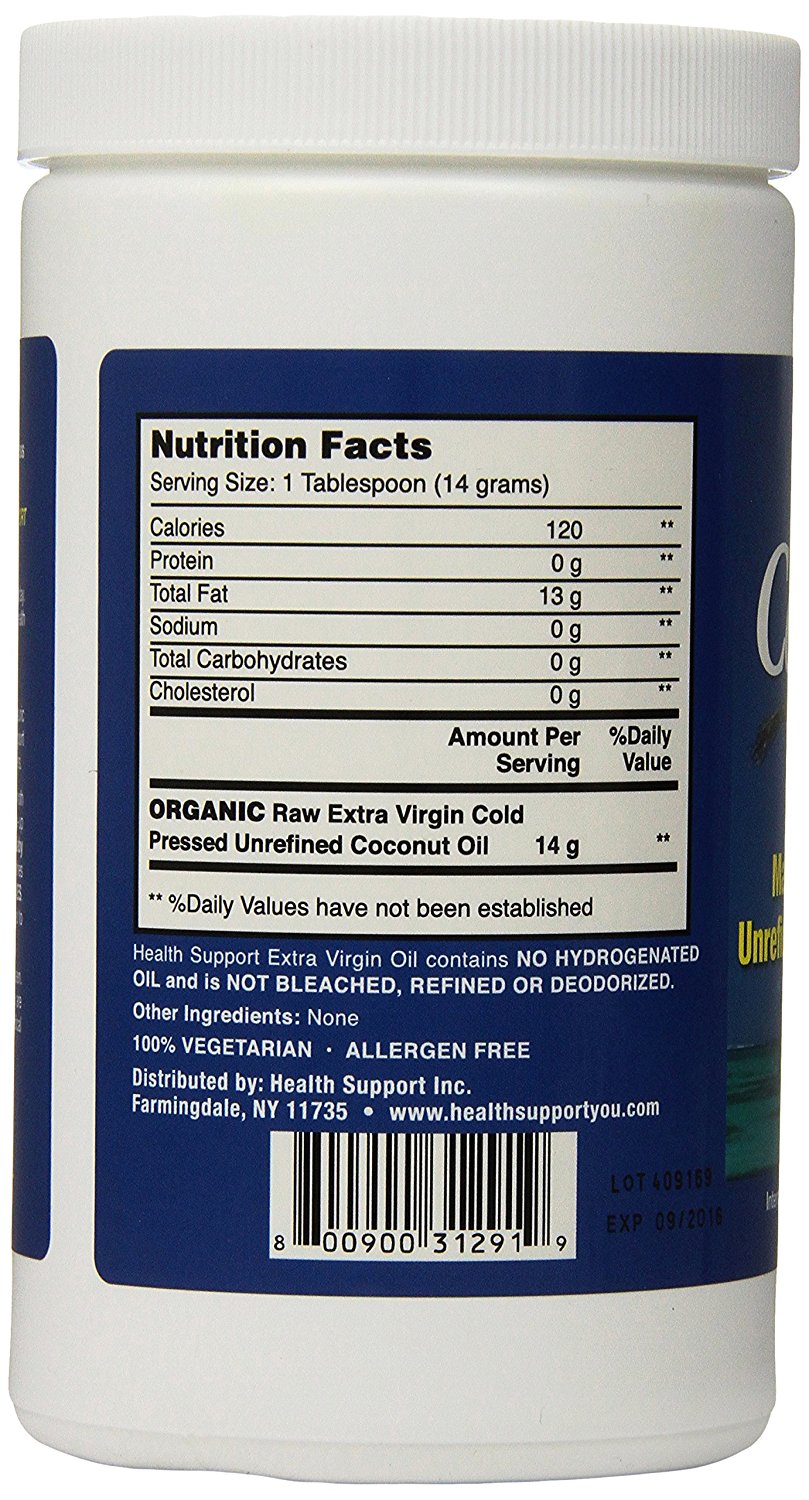 Nutrition Facts
Serving Size: 1 Tablespoon (14 grams)
Calories 120 **
Protein 0 g **
Total Fat 13 g **
Sodium 0 g **
Total Carbohydrates 0 g **
Cholesterol 0 g **
Amount Per %Daily
Serving Value
ORGANIC Raw Extra Virgin Cold
Pressed Unrefined Coconut Oil 14 g **
** %Daily Values have not been established
Health Support Extra Virgin Oil contains NO HYDROGENATED
OIL and is NOT BLEACHED, REFINED OR DEODORIZED.
Other Ingredients: None
100% VEGETARIAN · ALLERGEN FREE
Distributed by: Health Support Inc.
Farmingdale, NY 11735 • www.healthsupportyou.com
8 00900 31291 9
LOT 409169
EXP 09/2016